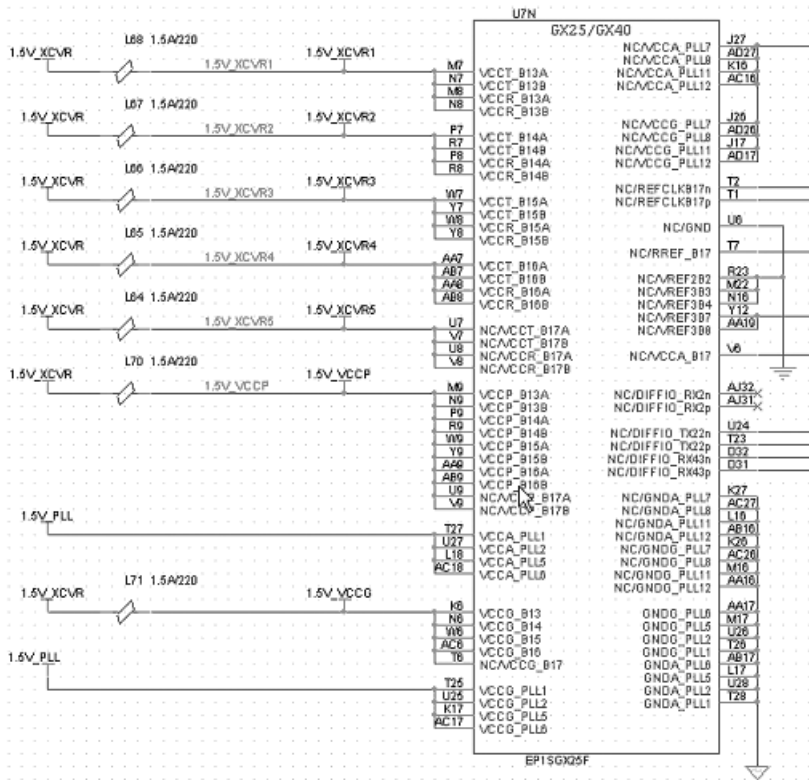 U7N
GX25/GX40
L68 1.5A/220
1.5V_XCVR
1.5V_XCVR1
1.5V_XCVR1
M7 VCCT_B13A
N7 VCCT_B13B
M8 VCCR_B13A
N8 VCCR_B13B
L67 1.5A/220
1.5V_XCVR
1.5V_XCVR2
1.5V_XCVR2
P7 VCCT_B14A
R7 VCCT_B14B
P8 VCCR_B14A
R8 VCCR_B14B
L66 1.5A/220
1.5V_XCVR
1.5V_XCVR3
1.5V_XCVR3
W7 VCCT_B15A
Y7 VCCT_B15B
W8 VCCR_B15A
Y8 VCCR_B15B
L65 1.5A/220
1.5V_XCVR
1.5V_XCVR4
1.5V_XCVR4
AA7 VCCT_B16A
AB7 VCCT_B16B
AA8 VCCR_B16A
AB8 VCCR_B16B
L64 1.5A/220
1.5V_XCVR
1.5V_XCVR5
1.5V_XCVR5
U7 NC/VCCT_B17A
V7 NC/VCCT_B17B
U8 NC/VCCR_B17A
V8 NC/VCCR_B17B
L70 1.5A/220
1.5V_XCVR
1.5V_VCCP
1.5V_VCCP
M9 VCCP_B13A
N9 VCCP_B13B
P9 VCCP_B14A
R9 VCCP_B14B
W9 VCCP_B15A
Y9 VCCP_B15B
AA9 VCCP_B16A
AB9 VCCP_B16B
U9 NC/VCCP_B17A
V9 NC/VCCP_B17B
1.5V_PLL
T27 VCCA_PLL1
U27 VCCA_PLL2
L18 VCCA_PLL5
AC18 VCCA_PLL6
L71 1.5A/220
1.5V_XCVR
1.5V_VCCG
K6 VCCG_B13
N6 VCCG_B14
W6 VCCG_B15
AC6 VCCG_B16
T6 NC/VCCG_B17
1.5V_PLL
T25 VCCG_PLL1
U25 VCCG_PLL2
K17 VCCG_PLL5
AC17 VCCG_PLL6
NC/VCCA_PLL7 J27
NC/VCCA_PLL8 AD27
NC/VCCA_PLL11 K16
NC/VCCA_PLL12 AC16
NC/VCCG_PLL7 J26
NC/VCCG_PLL8 AD26
NC/VCCG_PLL11 J17
NC/VCCG_PLL12 AD17
NC/REFCLKB17n T2
NC/REFCLKB17p T1
NC/GND U6
NC/RREF_B17 T7
NC/VREF2B2 R23
NC/VREF3B3 M22
NC/VREF3B4 N16
NC/VREF3B7 Y12
NC/VREF3B8 AA19
NC/VCCA_B17 V6
NC/DIFFIO_RX2n AJ32
NC/DIFFIO_RX2p AJ31
NC/DIFFIO_TX22n U24
NC/DIFFIO_TX22p T23
NC/DIFFIO_RX43n D32
NC/DIFFIO_RX43p D31
NC/GNDA_PLL7 K27
NC/GNDA_PLL8 AC27
NC/GNDA_PLL11 L16
NC/GNDA_PLL12 AB16
NC/GNDG_PLL7 K26
NC/GNDG_PLL8 AC26
NC/GNDG_PLL11 M16
NC/GNDG_PLL12 AA16
GNDG_PLL6 AA17
GNDG_PLL5 M17
GNDG_PLL2 U26
GNDG_PLL1 T26
GNDA_PLL6 AB17
GNDA_PLL5 L17
GNDA_PLL2 U28
GNDA_PLL1 T28
EP1SGX25F